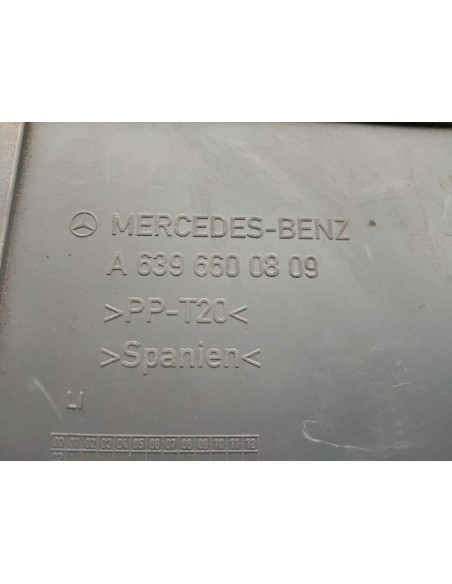 MERCEDES-BENZ
A 639 660 08 09
>PP-T20<
>Spanien<
LI
00 01 02 03 04 05 06 07 08 09 10 11 12